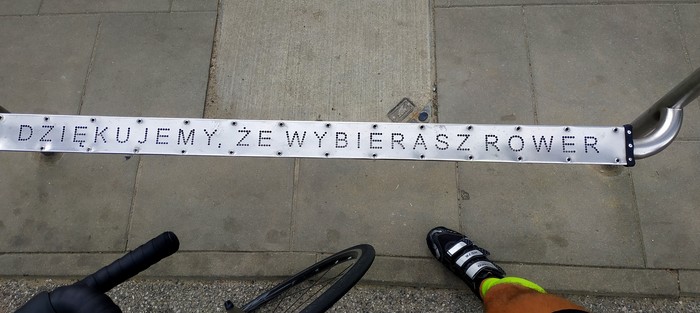 DZIĘKUJEMY, ŻE WYBIERASZ ROWER